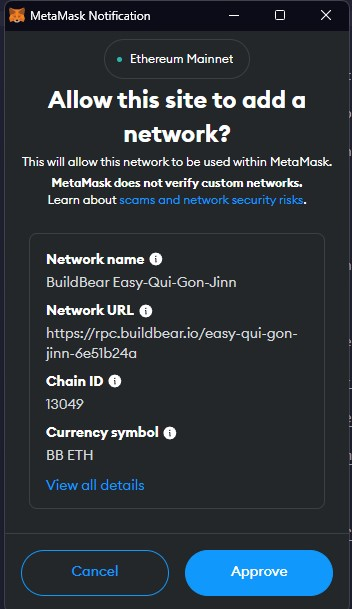 MetaMask Notification
Ethereum Mainnet
Allow this site to add a
network?
This will allow this network to be used within MetaMask.
MetaMask does not verify custom networks.
Learn about scams and network security risks.
Network name
BuildBear Easy-Qui-Gon-Jinn
Network URL
https://rpc.buildbear.io/easy-qui-gon-
jinn-6e51b24a
Chain ID
13049
Currency symbol
BB ETH
View all details
Cancel
Approve